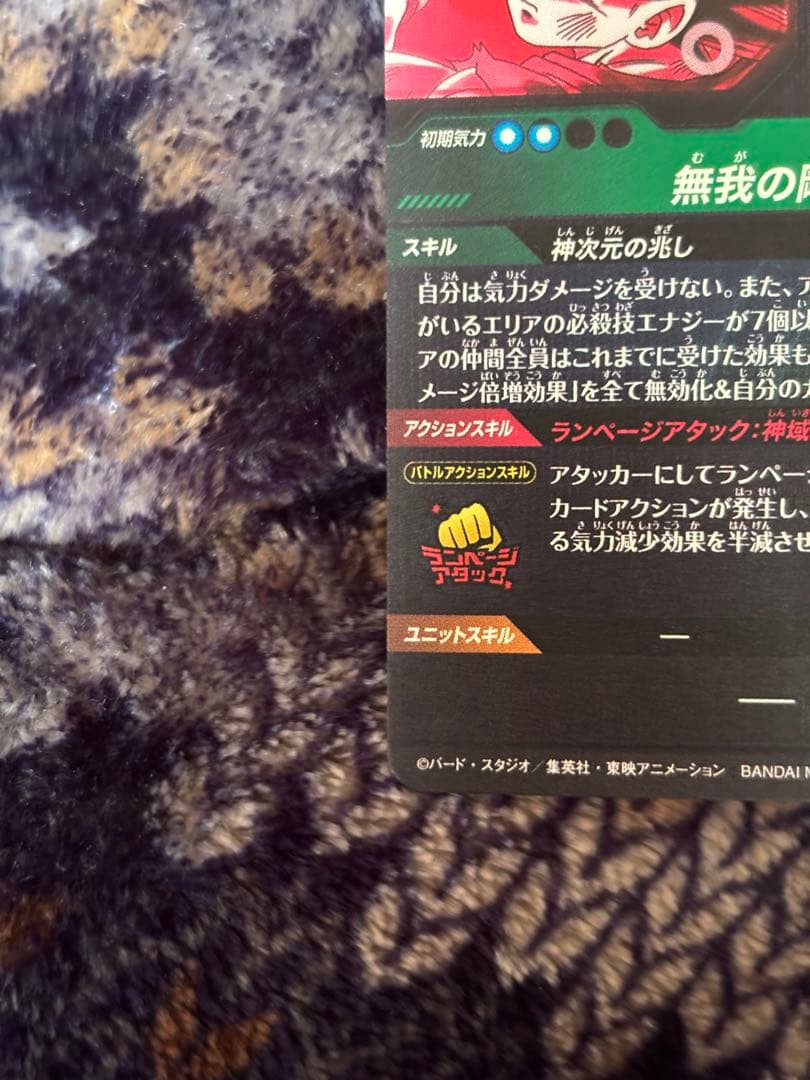 初期気力
無我の
スキル 神次元の兆し
自分は気力ダメージを受けない。また、ア
がいるエリアの必殺技エナジーが7個以
アの仲間全員はこれまでに受けた効果も
メージ倍増効果」を全て無効化&自分の
アクションスキル ランページアタック:神域
バトルアクションスキル アタッカーにしてランペー
カードアクションが発生し、
る気力減少効果を半減させ
ランページ
アタック
ユニットスキル —
—
©バード・スタジオ/集英社・東映アニメーション BANDAI